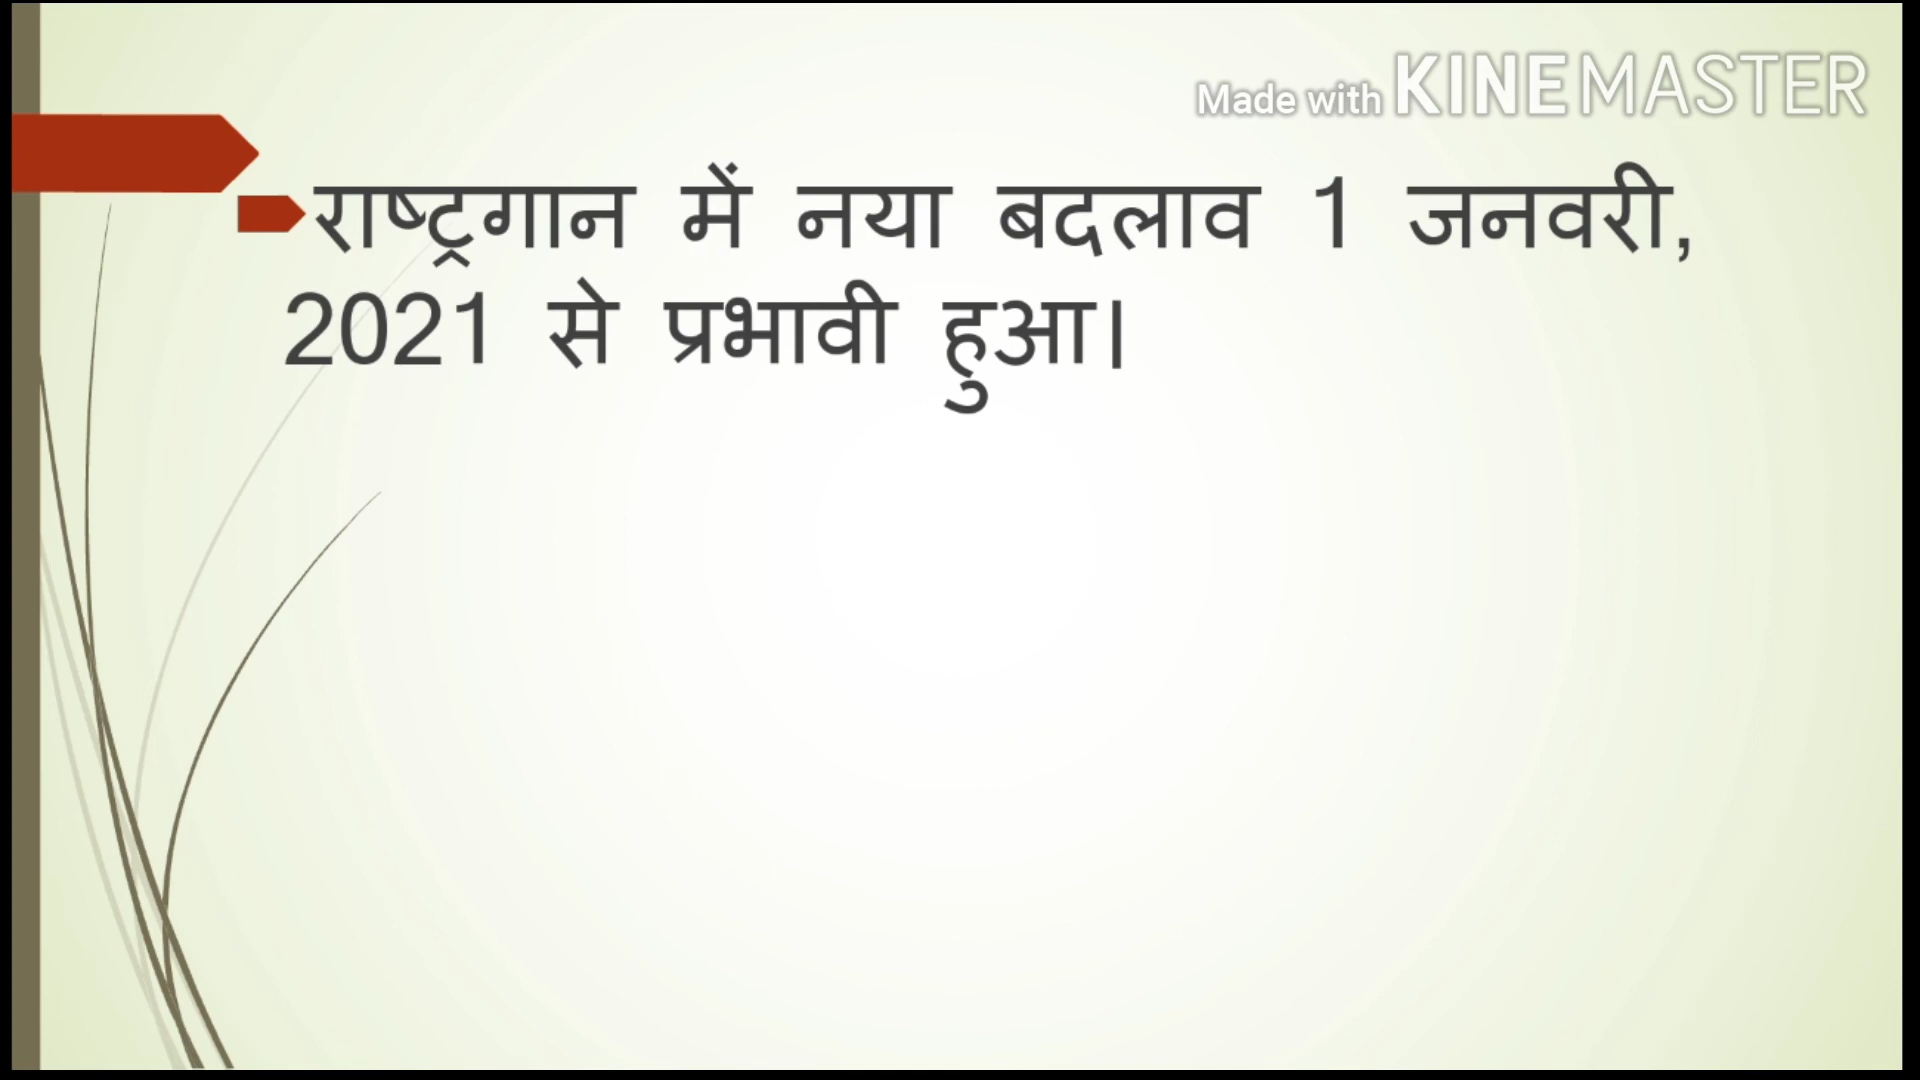 Made with KINEMASTER
राष्ट्रगान में नया बदलाव 1 जनवरी,
2021 से प्रभावी हुआ।